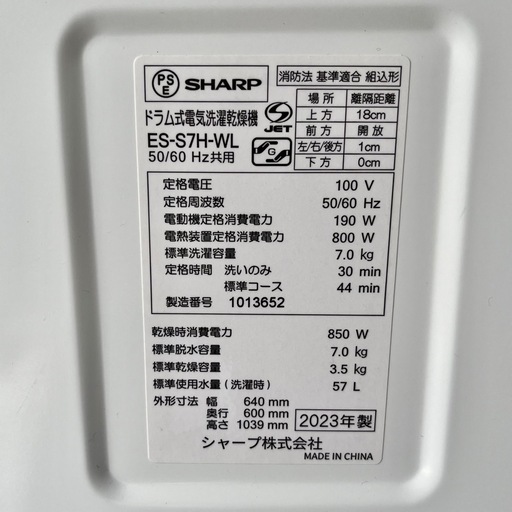 PSE SHARP
ドラム式電気洗濯乾燥機
ES-S7H-WL
50/60 Hz共用
S JET
G
消防法 基準適合 組込形
場所 離隔距離
上方 18cm
前方 開放
左/右/後方 1cm
下方 0cm
定格電圧 100 V
定格周波数 50/60 Hz
電動機定格消費電力 190 W
電熱装置定格消費電力 800 W
標準洗濯容量 7.0 kg
定格時間 洗いのみ 30 min
標準コース 44 min
製造番号 1013652
乾燥時消費電力 850 W
標準脱水容量 7.0 kg
標準乾燥容量 3.5 kg
標準使用水量（洗濯時） 57 L
外形寸法 幅 640 mm
奥行 600 mm
高さ 1039 mm
2023年製
シャープ株式会社
MADE IN CHINA